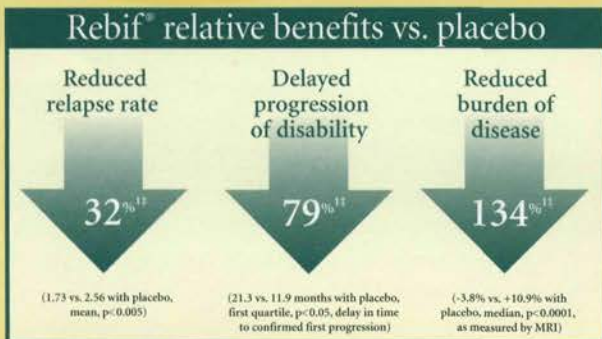 Rebif® relative benefits vs. placebo
Reduced
relapse rate
32%†‡
(1.73 vs. 2.56 with placebo,
mean, p<0.005)
Delayed
progression
of disability
79%†‡
(21.3 vs. 11.9 months with placebo,
first quartile, p<0.05, delay in time
to confirmed first progression)
Reduced
burden of
disease
134%†‡
(-3.8% vs. +10.9% with
placebo, median, p<0.0001,
as measured by MRI)